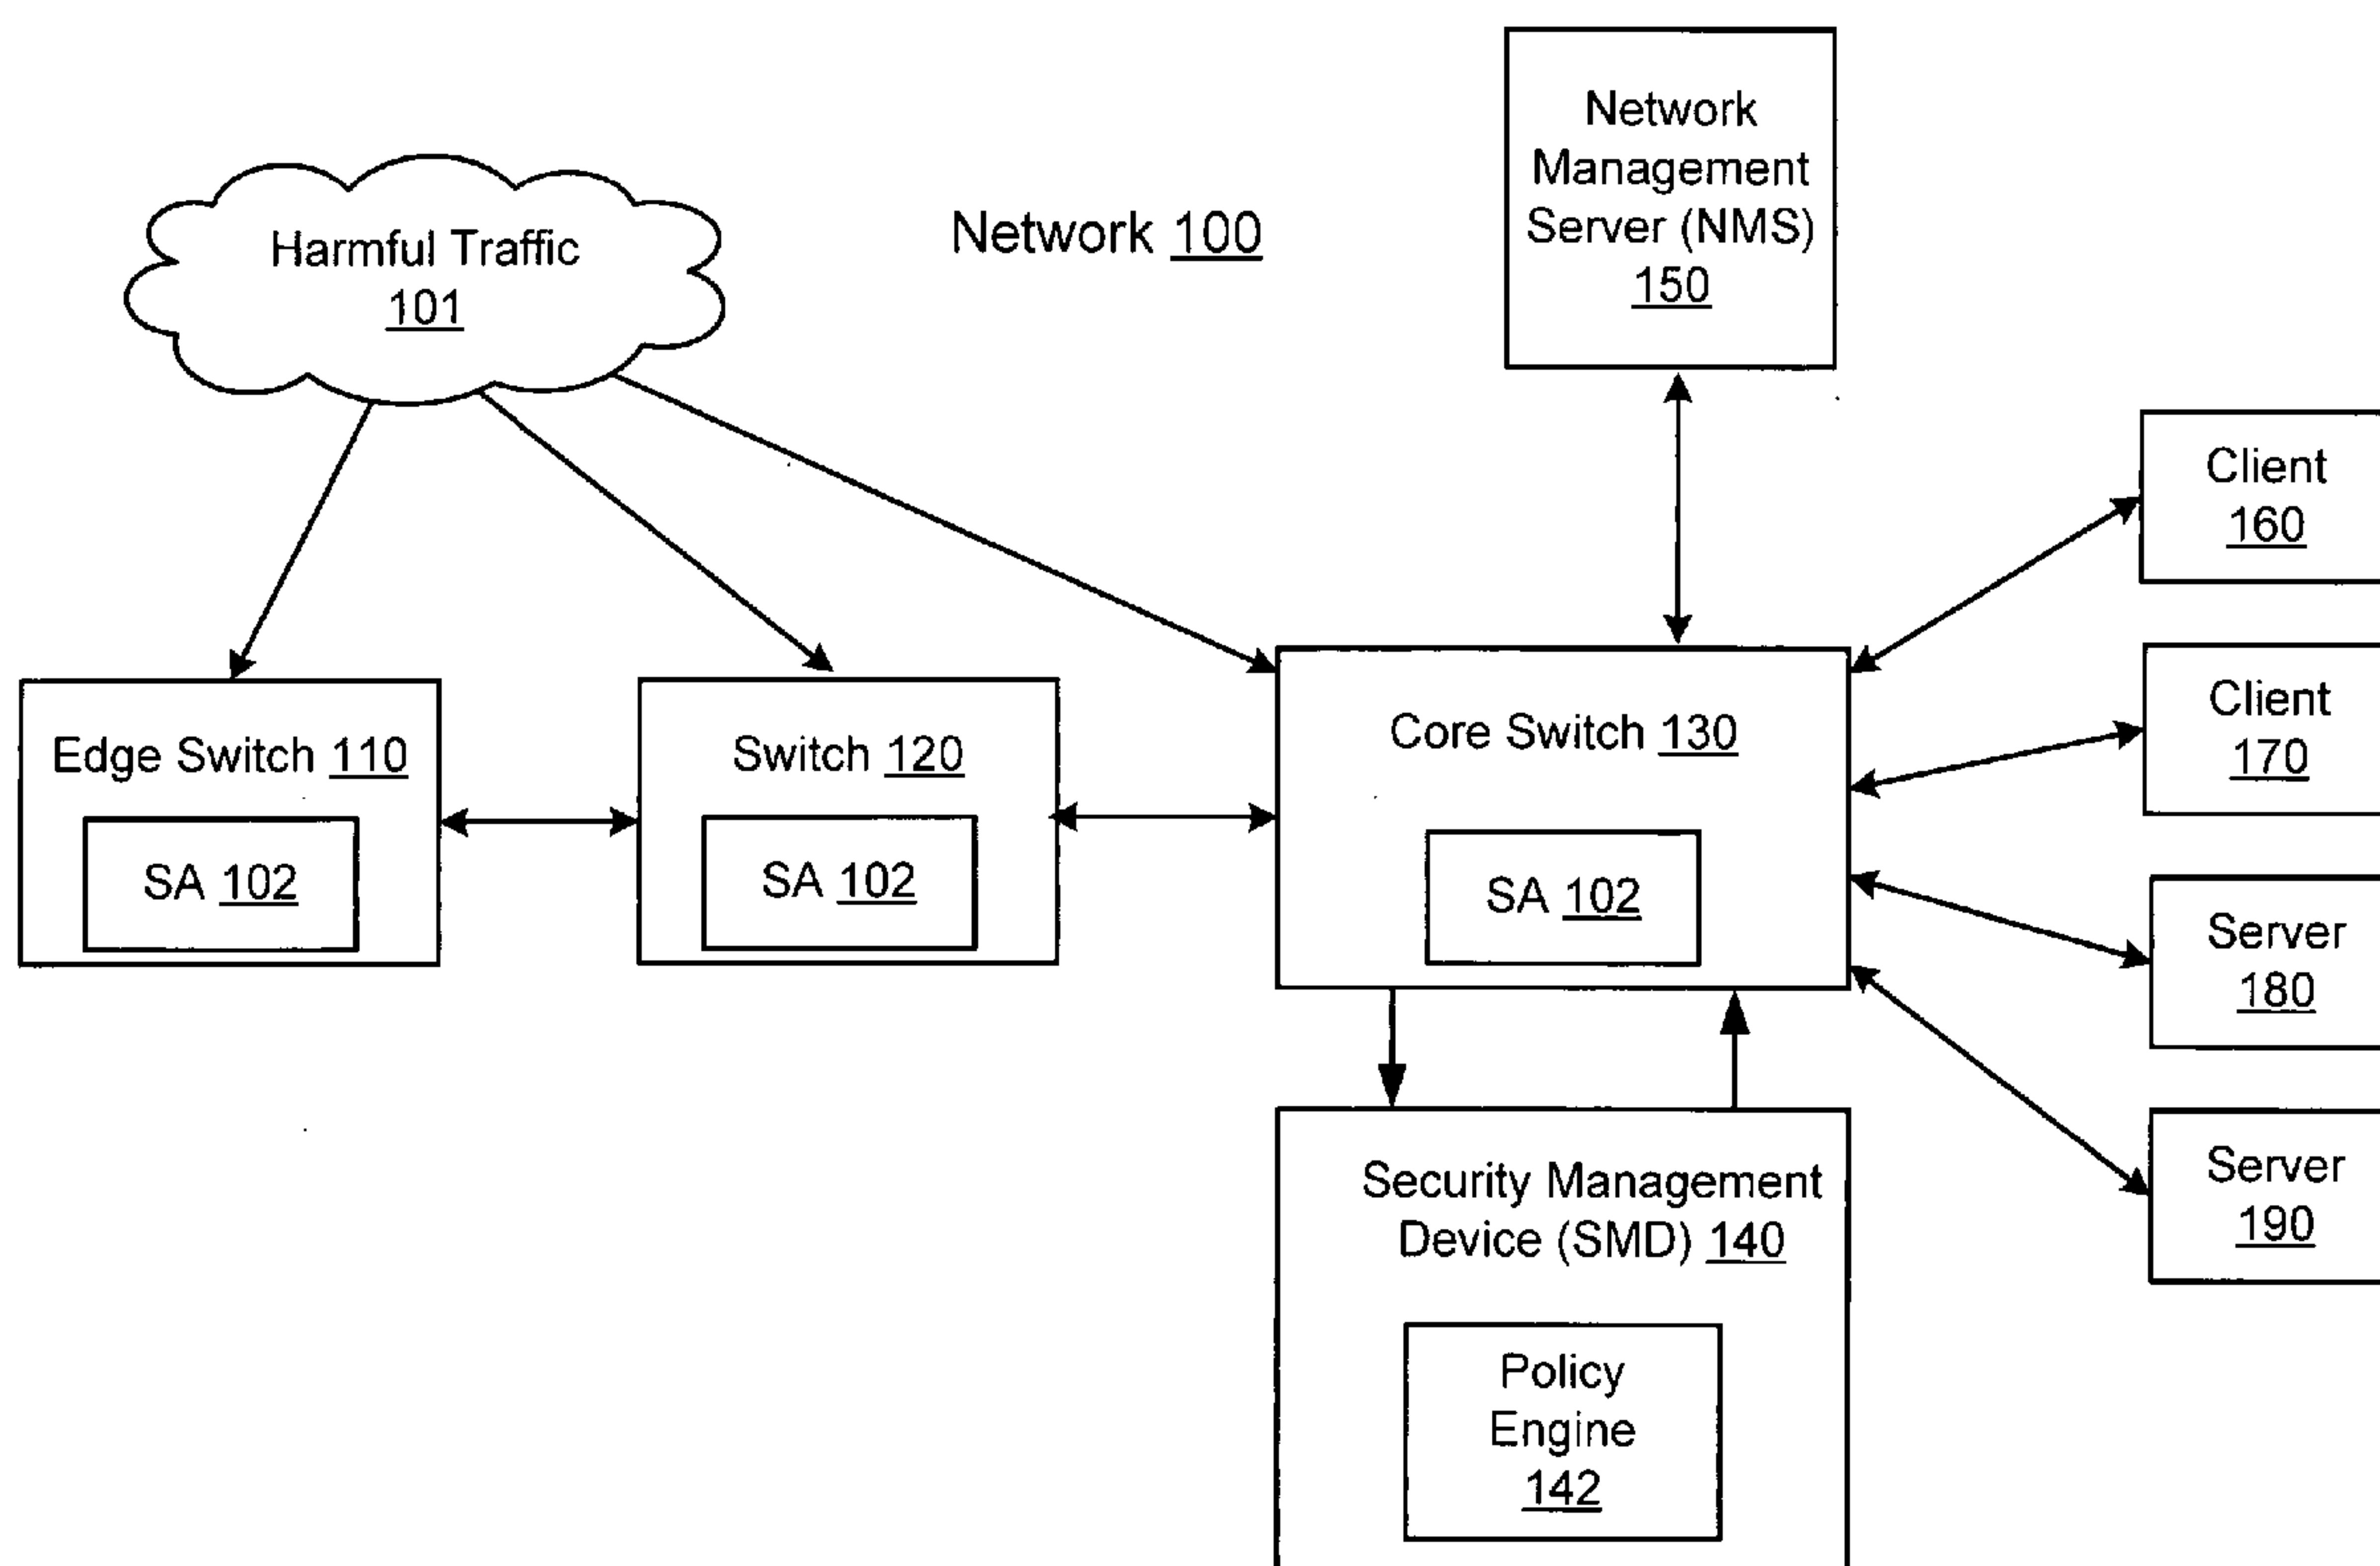 Network
Management
Server (NMS)
150
Harmful Traffic
101
Network 100
Client
160
Client
170
Edge Switch 110
SA 102
Switch 120
SA 102
Core Switch 130
SA 102
Server
180
Server
190
Security Management
Device (SMD) 140
Policy
Engine
142